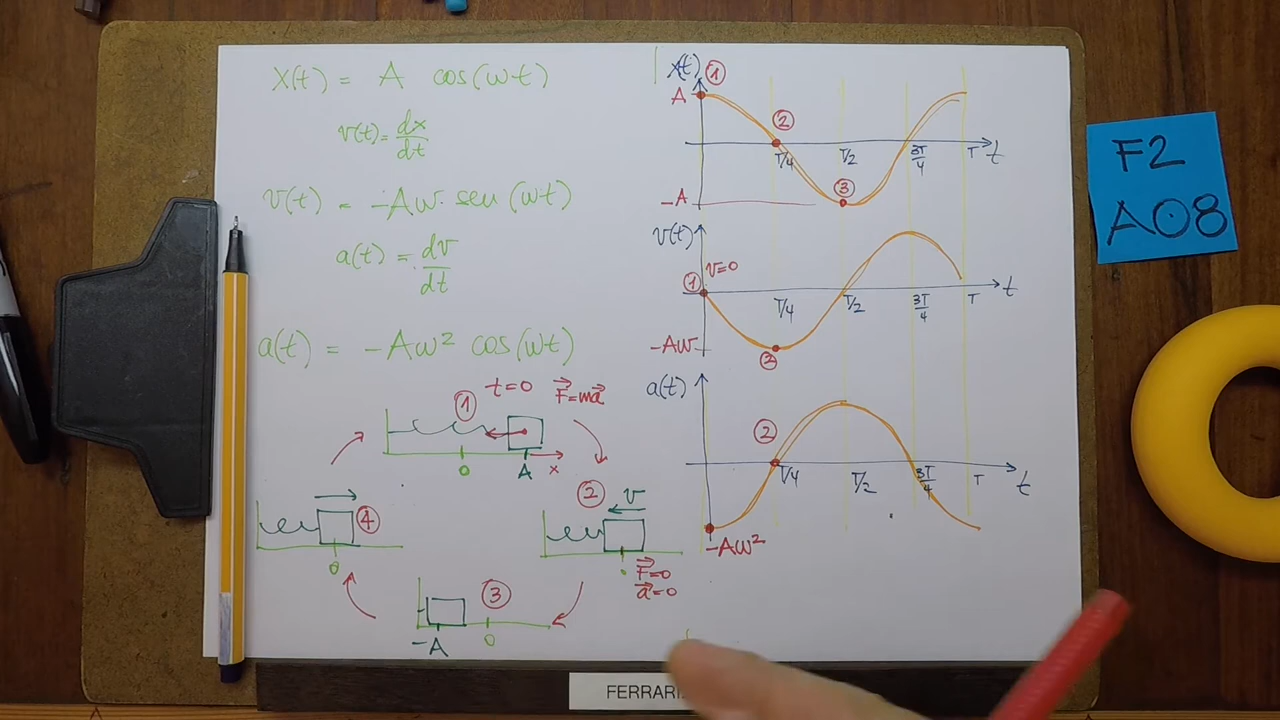 X(t) = A cos(ωt)
v(t) = dx/dt
v(t) = -Aω· sen(ωt)
a(t) = dv/dt
a(t) = -Aω² cos(ωt)
t=0
F⃗=ma⃗
①
0
A
x
②
v
F⃗=0
a⃗=0
③
-A
0
④
0
X(t)
①
A
②
③
-A
T/4
T/2
3T/4
T
t
v(t)
①
v=0
-Aω
②
T/4
T/2
3T/4
T
t
a(t)
②
T/4
T/2
3T/4
T
t
-Aω²
F2
A08